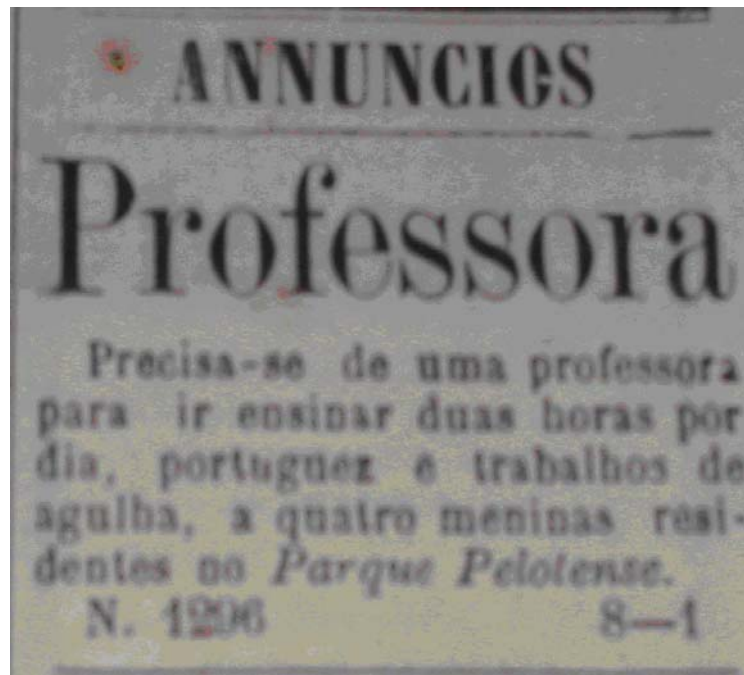 ANNUNCIOS
Professora
Precisa-se de uma professora
para ir ensinar duas horas por
dia, portuguez e trabalhos de
agulha, a quatro meninas resi-
dentes no Parque Pelotense.
N. 1296 8—1